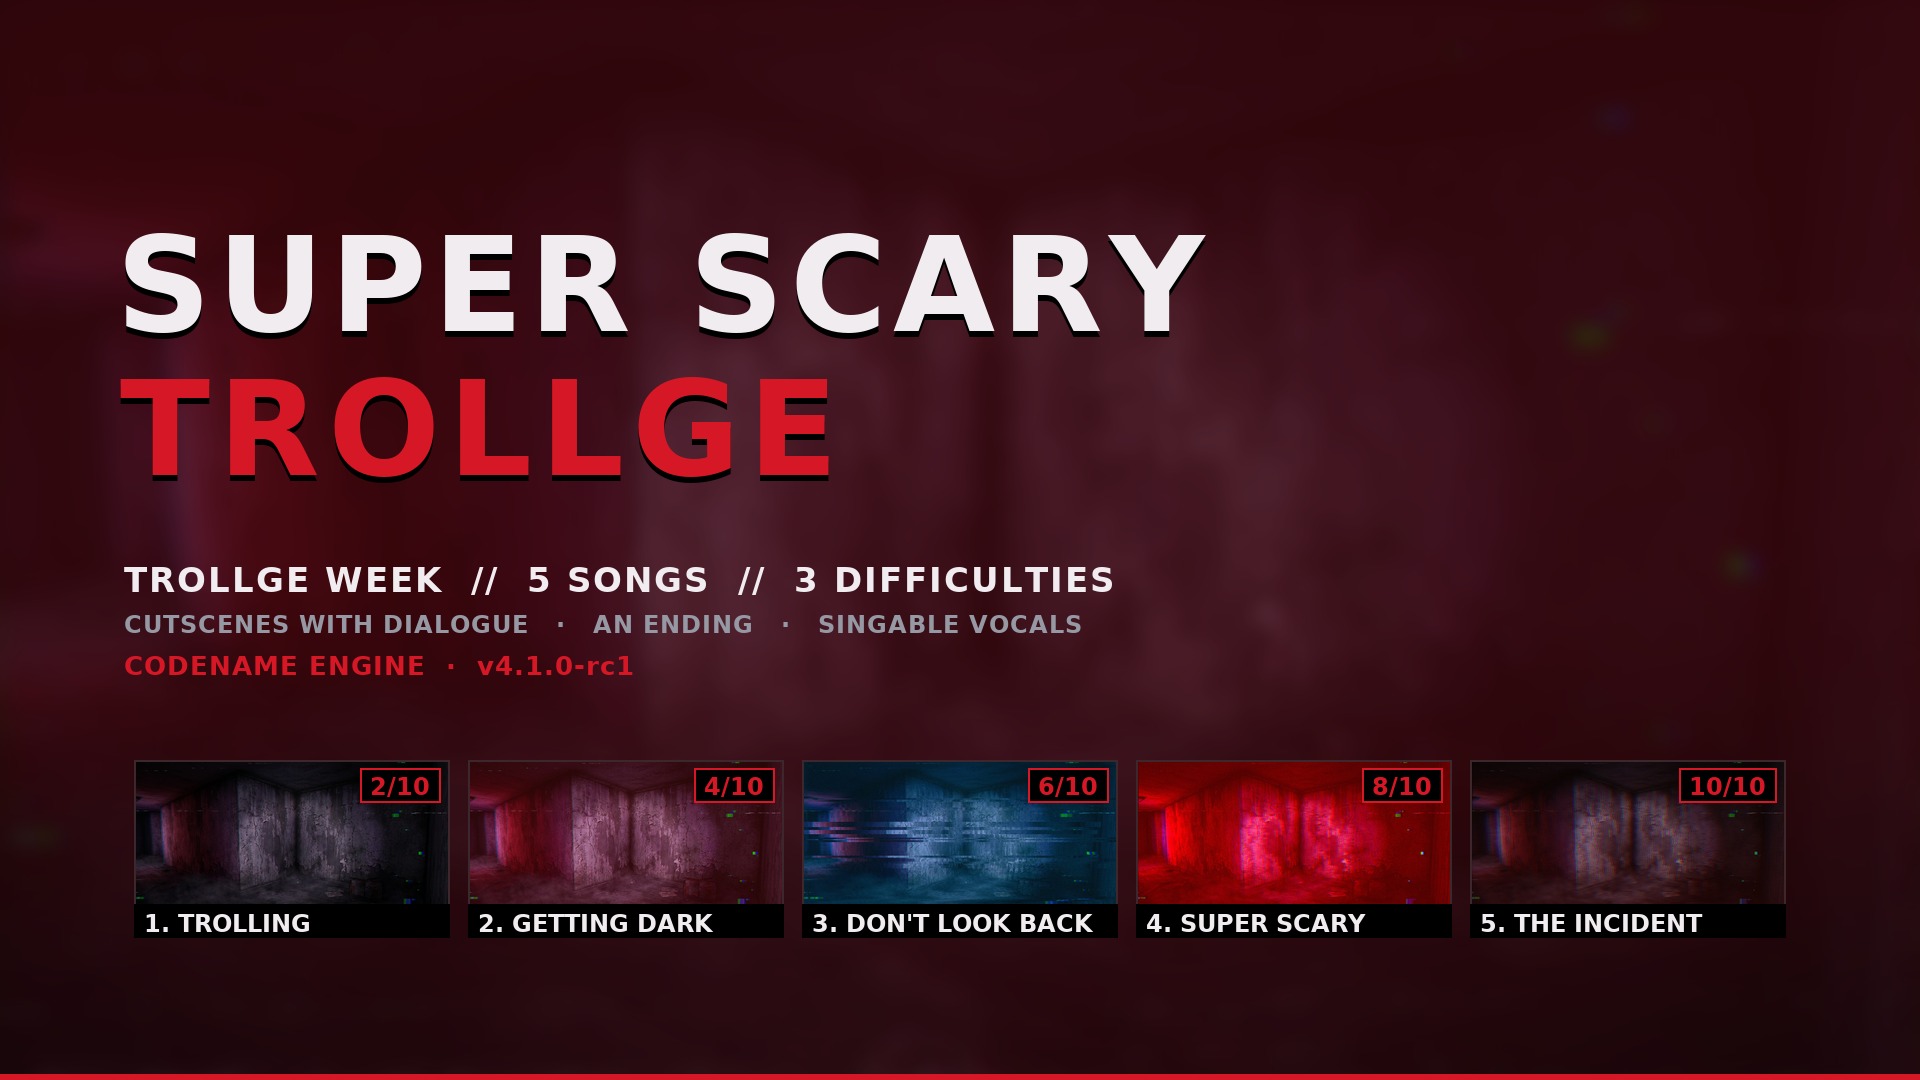 SUPER SCARY
TROLLGE
TROLLGE WEEK // 5 SONGS // 3 DIFFICULTIES
CUTSCENES WITH DIALOGUE · AN ENDING · SINGABLE VOCALS
CODENAME ENGINE · v4.1.0-rc1
2/10
4/10
6/10
8/10
10/10
1. TROLLING
2. GETTING DARK
3. DON'T LOOK BACK
4. SUPER SCARY
5. THE INCIDENT